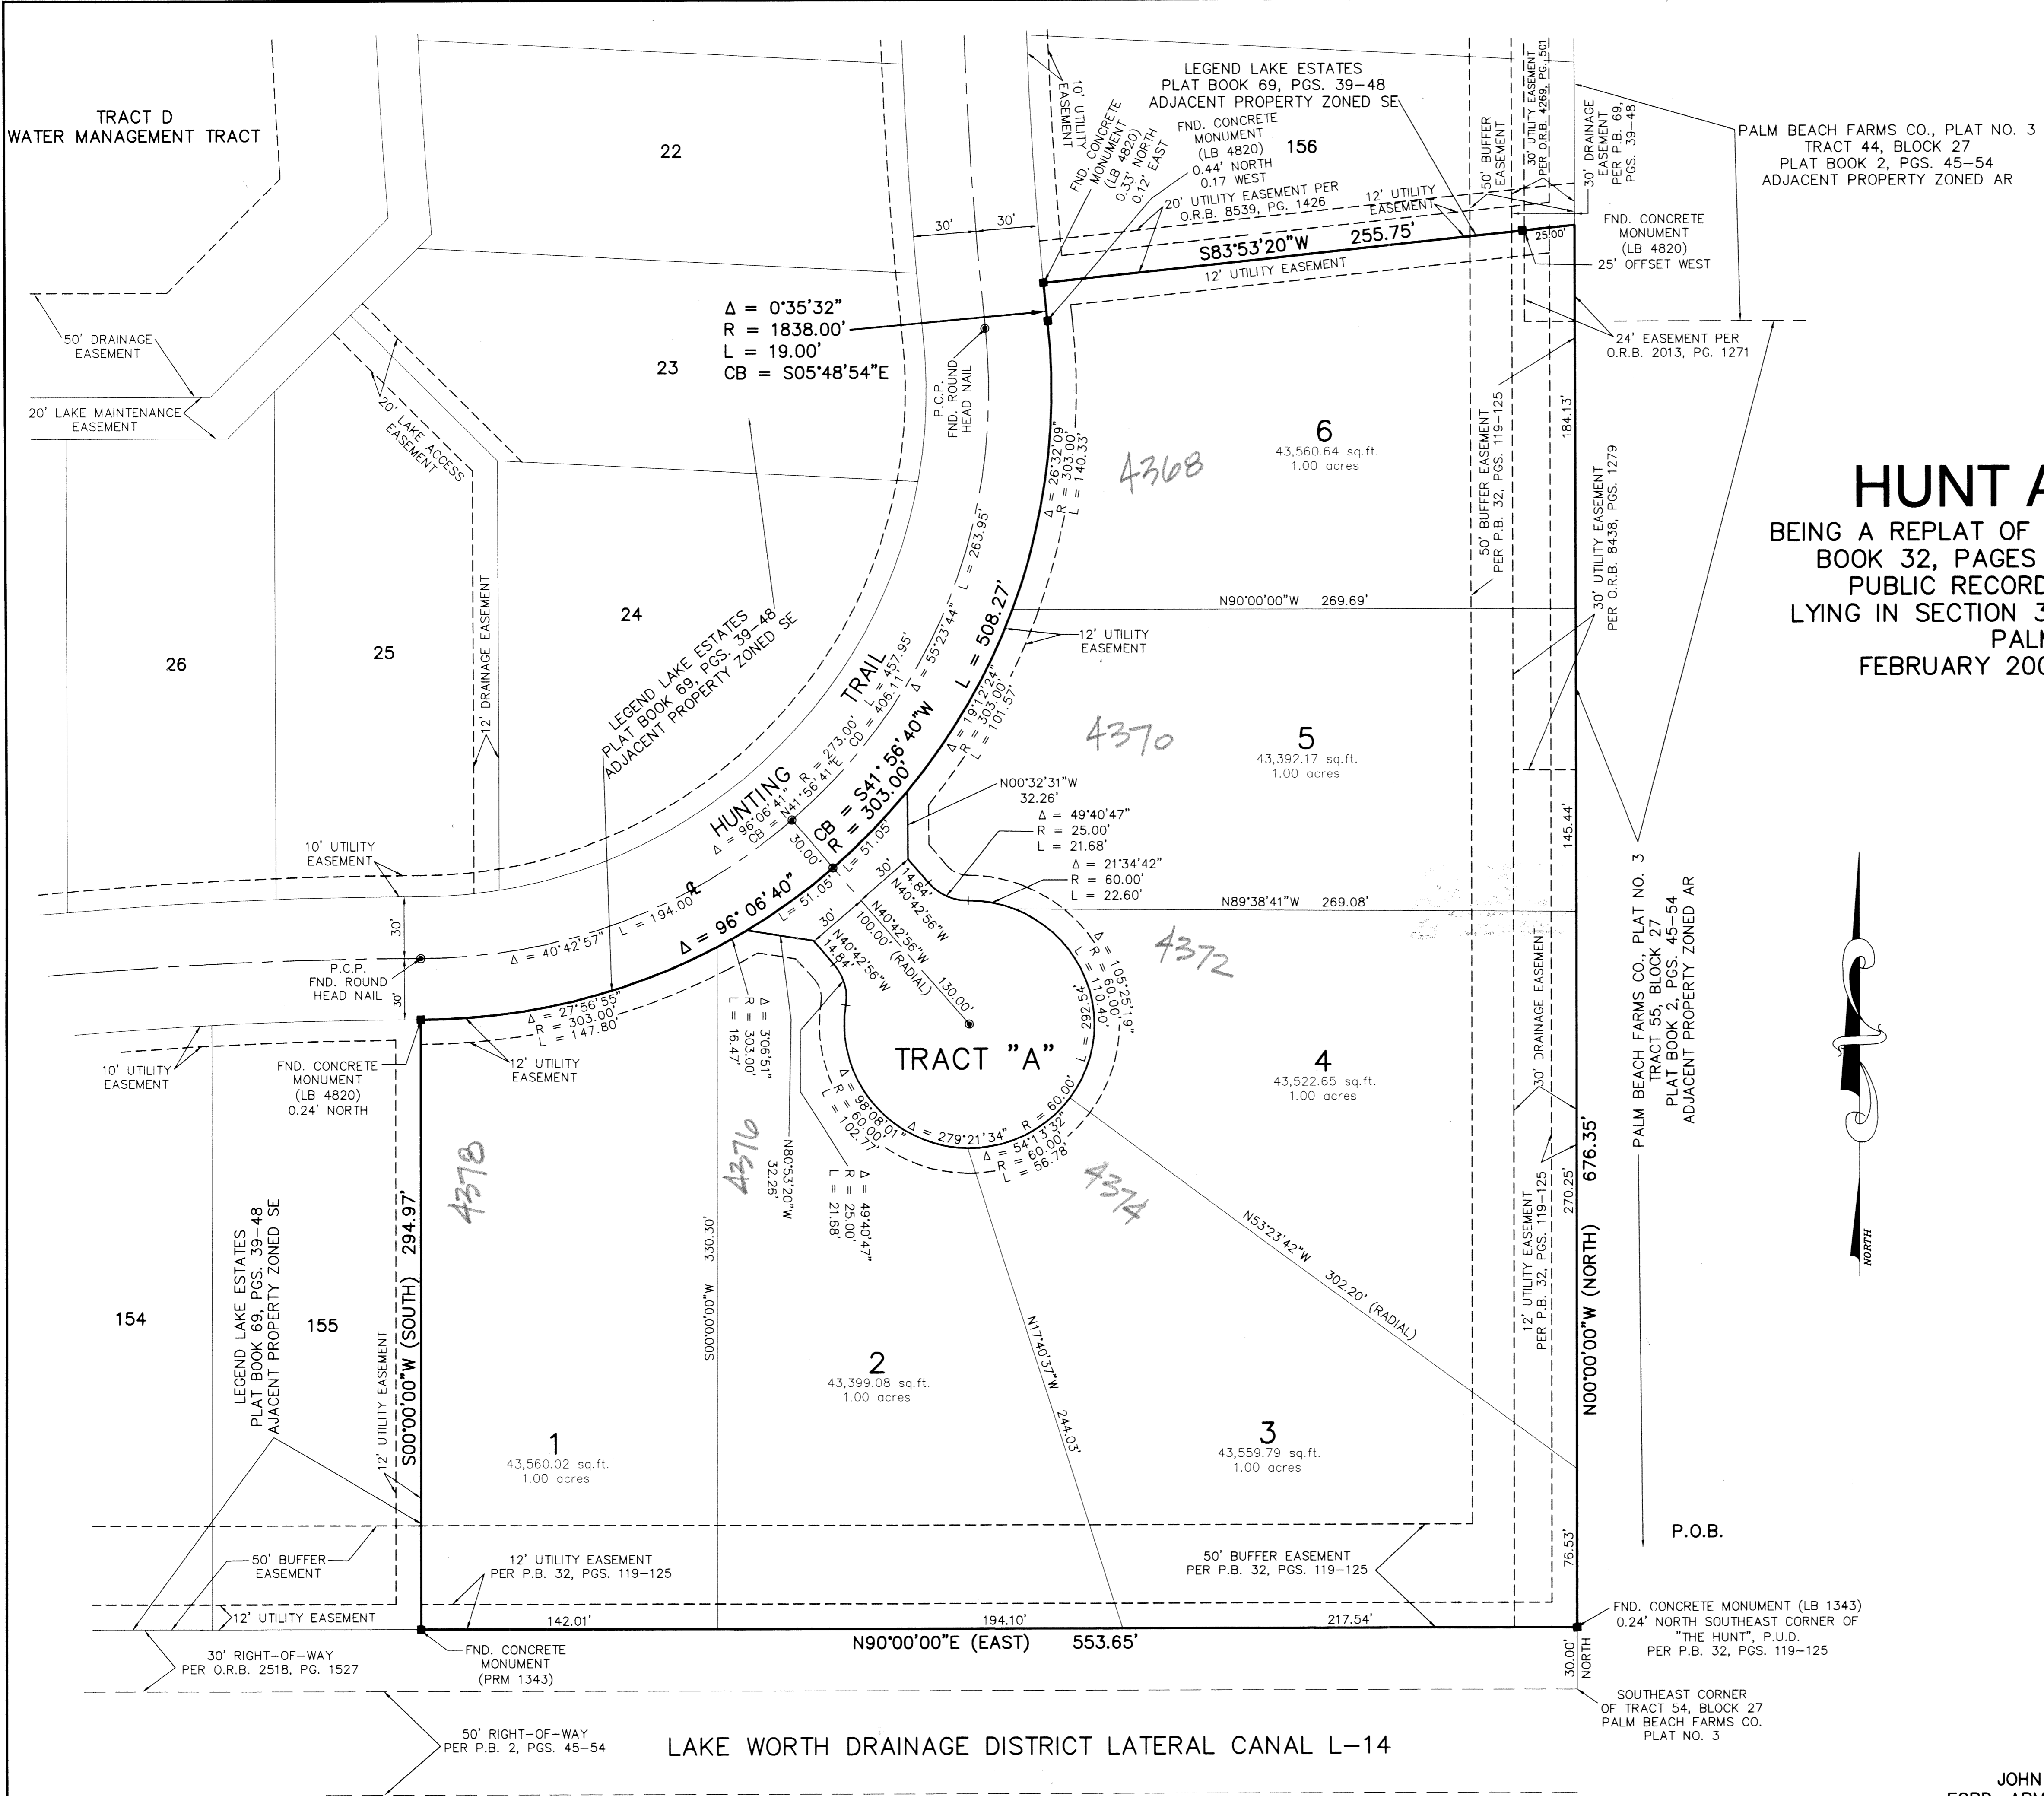 TRACT D
WATER MANAGEMENT TRACT
22
10' UTILITY
EASEMENT
FND. CONCRETE
MONUMENT
(LB 4820)
0.33' NORTH
0.12' EAST
LEGEND LAKE ESTATES
PLAT BOOK 69, PGS. 39-48
ADJACENT PROPERTY ZONED SE
FND. CONCRETE
MONUMENT
(LB 4820)
0.44' NORTH
0.17 WEST
156
20' UTILITY EASEMENT PER
O.R.B. 8539, PG. 1426
12' UTILITY
EASEMENT
50' BUFFER
EASEMENT
30' UTILITY EASEMENT
PER O.R.B. 4269, PG. 501
30' DRAINAGE
EASEMENT
PER P.B. 69,
PGS. 39-48
PALM BEACH FARMS CO., PLAT NO. 3
TRACT 44, BLOCK 27
PLAT BOOK 2, PGS. 45-54
ADJACENT PROPERTY ZONED AR
FND. CONCRETE
MONUMENT
(LB 4820)
25' OFFSET WEST
25.00'
30'
30'
S83°53'20"W 255.75'
12' UTILITY EASEMENT
24' EASEMENT PER
O.R.B. 2013, PG. 1271
50' DRAINAGE
EASEMENT
20' LAKE MAINTENANCE
EASEMENT
20' LAKE ACCESS
EASEMENT
23
Δ = 0°35'32"
R = 1838.00'
L = 19.00'
CB = S05°48'54"E
P.C.P.
FND. ROUND
HEAD NAIL
Δ = 26°32'09"
R = 303.00'
L = 140.33'
4368
6
43,560.64 sq.ft.
1.00 acres
50' BUFFER EASEMENT
PER P.B. 32, PGS. 119-125
184.13'
30' UTILITY EASEMENT
PER O.R.B. 8438, PGS. 1279
HUNT A
BEING A REPLAT OF
BOOK 32, PAGES
PUBLIC RECORD
LYING IN SECTION 3
PALM
FEBRUARY 200
26
25
24
12' DRAINAGE EASEMENT
LEGEND LAKE ESTATES
PLAT BOOK 69, PGS. 39-48
ADJACENT PROPERTY ZONED SE
HUNTING TRAIL
Δ = 96°06'41" R = 273.00' L = 457.95'
CB = N41°56'41"E CD = 406.11'
Δ = 55°23'44" L = 263.95'
Δ = 96°06'40"
CB = S41°56'40"W
R = 303.00'
L = 508.27'
N90°00'00"W 269.69'
12' UTILITY
EASEMENT
Δ = 19°12'24"
R = 303.00'
L = 101.57'
4370
5
43,392.17 sq.ft.
1.00 acres
145.44'
N00°32'31"W
32.26'
Δ = 49°40'47"
R = 25.00'
L = 21.68'
Δ = 21°34'42"
R = 60.00'
L = 22.60'
N89°38'41"W 269.08'
10' UTILITY
EASEMENT
30'
30'
P.C.P.
FND. ROUND
HEAD NAIL
Δ = 40°42'57" L = 194.00'
30.00'
L= 51.05'
L= 51.05'
30'
30'
14.84'
N40°42'56"W
N40°42'56"W
100.00' (RADIAL)
130.00'
N40°42'56"W
14.84'
Δ = 105°25'19"
R = 60.00'
L = 110.40'
4372
PALM BEACH FARMS CO., PLAT NO. 3
TRACT 55, BLOCK 27
PLAT BOOK 2, PGS. 45-54
ADJACENT PROPERTY ZONED AR
30' DRAINAGE EASEMENT
Δ = 27°56'55"
R = 303.00'
L = 147.80'
12' UTILITY
EASEMENT
10' UTILITY
EASEMENT
FND. CONCRETE
MONUMENT
(LB 4820)
0.24' NORTH
Δ = 3°06'51"
R = 303.00'
L = 16.47'
N80°53'20"W
32.26'
Δ = 49°40'47"
R = 25.00'
L = 21.68'
TRACT "A"
Δ = 98°08'01"
R = 60.00'
L = 102.77'
Δ = 279°21'34" R = 60.00' L = 292.54'
Δ = 54°13'32"
R = 60.00'
L = 56.78'
4
43,522.65 sq.ft.
1.00 acres
4378
4376
4374
NORTH
154
155
LEGEND LAKE ESTATES
PLAT BOOK 69, PGS. 39-48
AJACENT PROPERTY ZONED SE
12' UTILITY EASEMENT
S00°00'00"W (SOUTH) 294.97'
S00°00'00"W 330.30'
N17°40'37"W 244.03'
N53°23'42"W 302.20' (RADIAL)
12' UTILITY EASEMENT
PER P.B. 32, PGS. 119-125
270.25'
N00°00'00"W (NORTH) 676.35'
1
43,560.02 sq.ft.
1.00 acres
2
43,399.08 sq.ft.
1.00 acres
3
43,559.79 sq.ft.
1.00 acres
P.O.B.
76.53'
50' BUFFER
EASEMENT
12' UTILITY EASEMENT
PER P.B. 32, PGS. 119-125
50' BUFFER EASEMENT
PER P.B. 32, PGS. 119-125
12' UTILITY EASEMENT
142.01'
194.10'
217.54'
N90°00'00"E (EAST) 553.65'
FND. CONCRETE MONUMENT (LB 1343)
0.24' NORTH SOUTHEAST CORNER OF
"THE HUNT", P.U.D.
PER P.B. 32, PGS. 119-125
30' RIGHT-OF-WAY
PER O.R.B. 2518, PG. 1527
FND. CONCRETE
MONUMENT
(PRM 1343)
30.00'
NORTH
SOUTHEAST CORNER
OF TRACT 54, BLOCK 27
PALM BEACH FARMS CO.
PLAT NO. 3
50' RIGHT-OF-WAY
PER P.B. 2, PGS. 45-54
LAKE WORTH DRAINAGE DISTRICT LATERAL CANAL L-14
JOHN